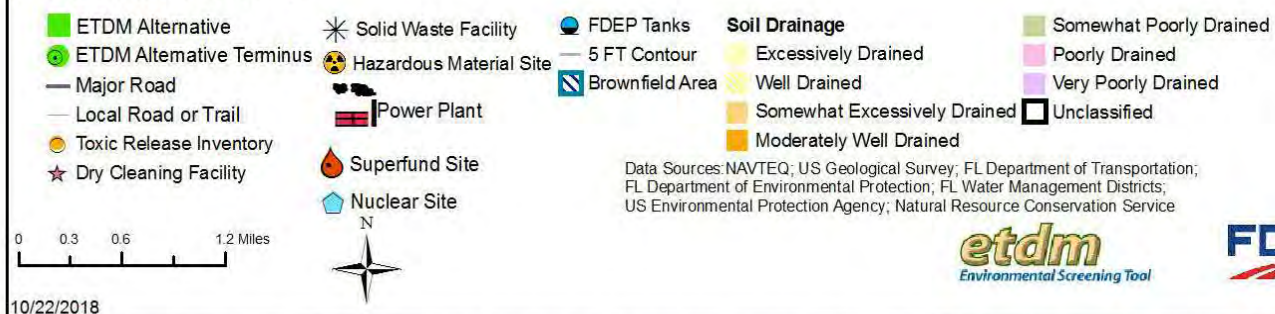 ETDM Alternative
ETDM Alternative Terminus
Major Road
Local Road or Trail
Toxic Release Inventory
Dry Cleaning Facility
Solid Waste Facility
Hazardous Material Site
Power Plant
Superfund Site
Nuclear Site
FDEP Tanks
5 FT Contour
Brownfield Area
Soil Drainage
Excessively Drained
Well Drained
Somewhat Excessively Drained
Moderately Well Drained
Somewhat Poorly Drained
Poorly Drained
Very Poorly Drained
Unclassified
Data Sources:NAVTEQ; US Geological Survey; FL Department of Transportation;
FL Department of Environmental Protection; FL Water Management Districts;
US Environmental Protection Agency; Natural Resource Conservation Service
0 0.3 0.6 1.2 Miles
N
etdm
Environmental Screening Tool
FD
10/22/2018